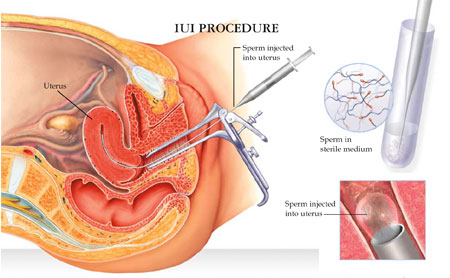 IUI PROCEDURE
Sperm injected
into uterus
Uterus
Sperm in
sterile medium
Sperm injected
into uterus